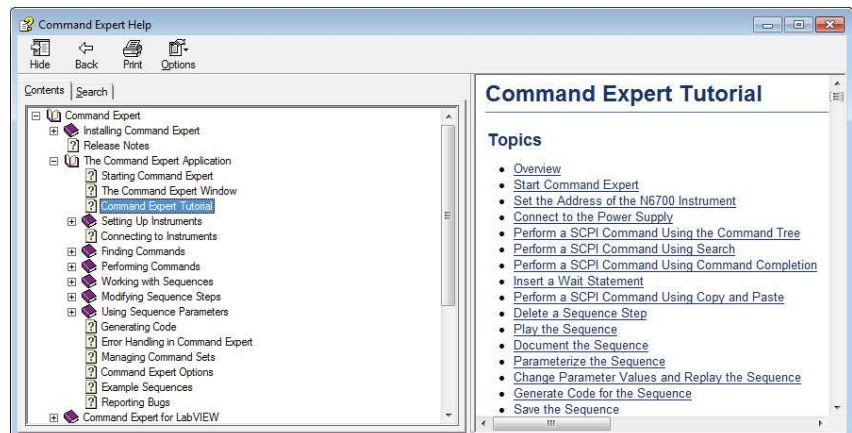 Command Expert Help
Hide Back Print Options
Contents Search
Command Expert
Installing Command Expert
Release Notes
The Command Expert Application
Starting Command Expert
The Command Expert Window
Command Expert Tutorial
Setting Up Instruments
Connecting to Instruments
Finding Commands
Performing Commands
Working with Sequences
Modifying Sequence Steps
Using Sequence Parameters
Generating Code
Error Handling in Command Expert
Managing Command Sets
Command Expert Options
Example Sequences
Reporting Bugs
Command Expert for LabVIEW
Command Expert Tutorial
Topics
Overview
Start Command Expert
Set the Address of the N6700 Instrument
Connect to the Power Supply
Perform a SCPI Command Using the Command Tree
Perform a SCPI Command Using Search
Perform a SCPI Command Using Command Completion
Insert a Wait Statement
Perform a SCPI Command Using Copy and Paste
Delete a Sequence Step
Play the Sequence
Document the Sequence
Parameterize the Sequence
Change Parameter Values and Replay the Sequence
Generate Code for the Sequence
Save the Sequence